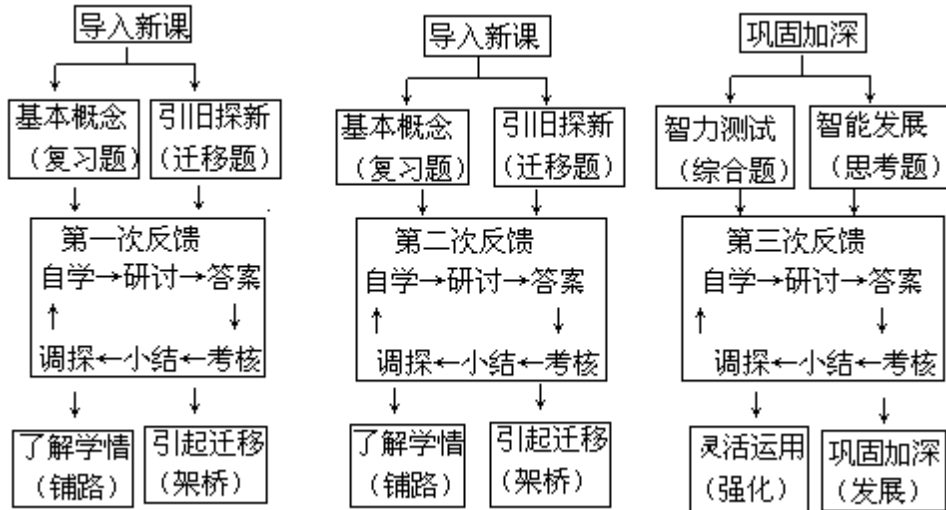 导入新课
基本概念
（复习题）
引旧探新
（迁移题）
第一次反馈
自学→研讨→答案
↑ ↓
调探←小结←考核
了解学情
（铺路）
引起迁移
（架桥）
导入新课
基本概念
（复习题）
引旧探新
（迁移题）
第二次反馈
自学→研讨→答案
↑ ↓
调探←小结←考核
了解学情
（铺路）
引起迁移
（架桥）
巩固加深
智力测试
（综合题）
智能发展
（思考题）
第三次反馈
自学→研讨→答案
↑ ↓
调探←小结←考核
灵活运用
（强化）
巩固加深
（发展）